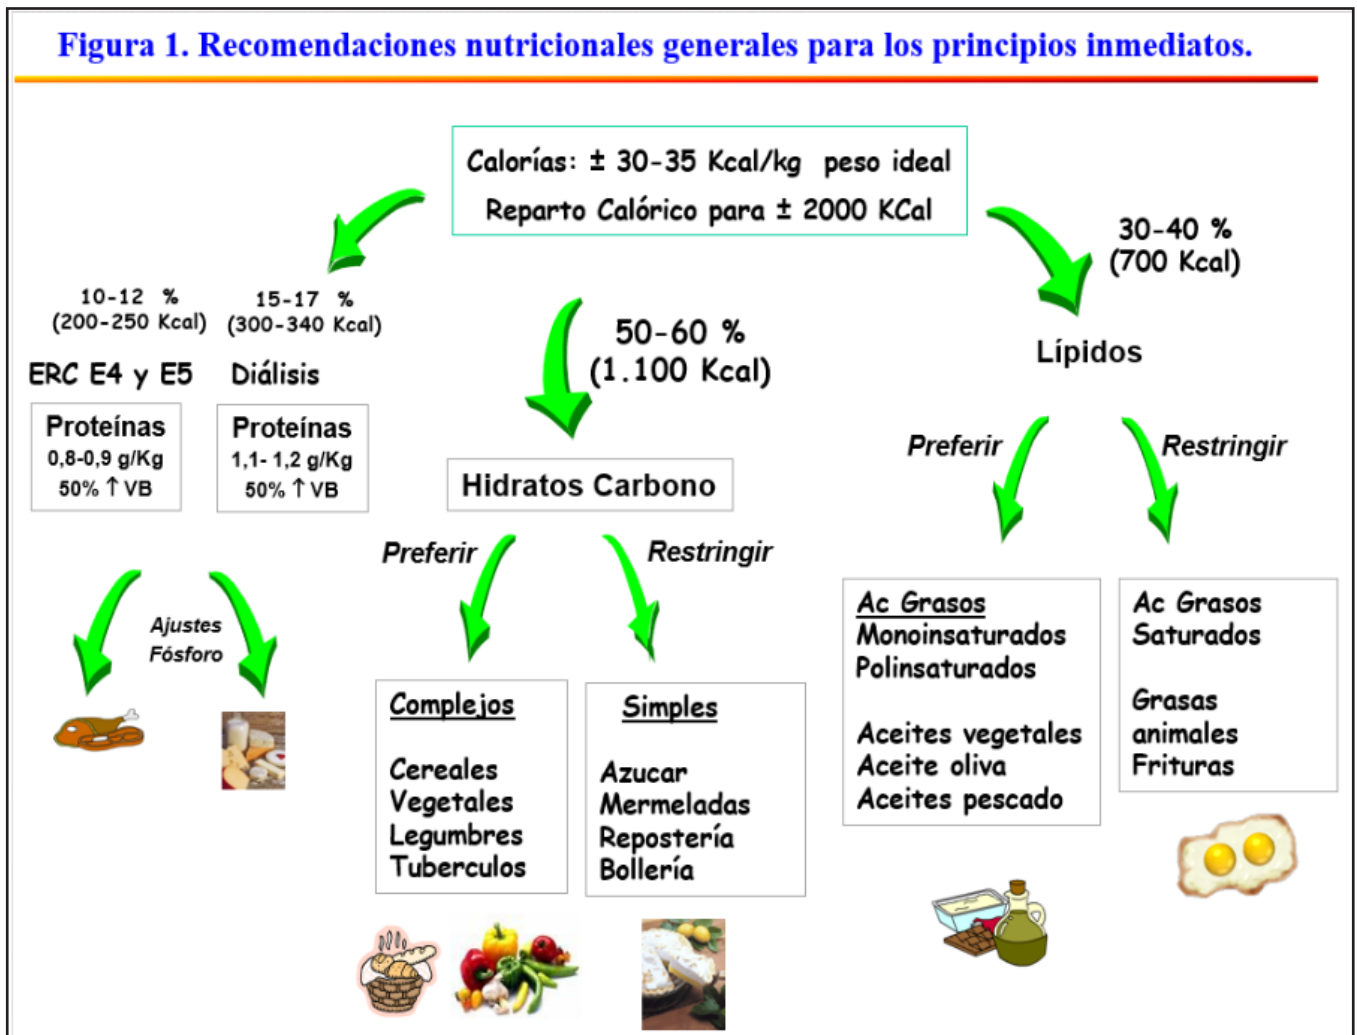 Figura 1. Recomendaciones nutricionales generales para los principios inmediatos.
Calorías: ± 30-35 Kcal/kg peso ideal
Reparto Calórico para ± 2000 KCal
10-12 %
(200-250 Kcal)
ERC E4 y E5
Proteínas
0,8-0,9 g/Kg
50% ↑ VB
15-17 %
(300-340 Kcal)
Diálisis
Proteínas
1,1- 1,2 g/Kg
50% ↑ VB
Ajustes
Fósforo
50-60 %
(1.100 Kcal)
Hidratos Carbono
Preferir
Restringir
Complejos
Cereales
Vegetales
Legumbres
Tuberculos
Simples
Azucar
Mermeladas
Repostería
Bollería
30-40 %
(700 Kcal)
Lípidos
Preferir
Restringir
Ac Grasos
Monoinsaturados
Polinsaturados
Aceites vegetales
Aceite oliva
Aceites pescado
Ac Grasos
Saturados
Grasas
animales
Frituras